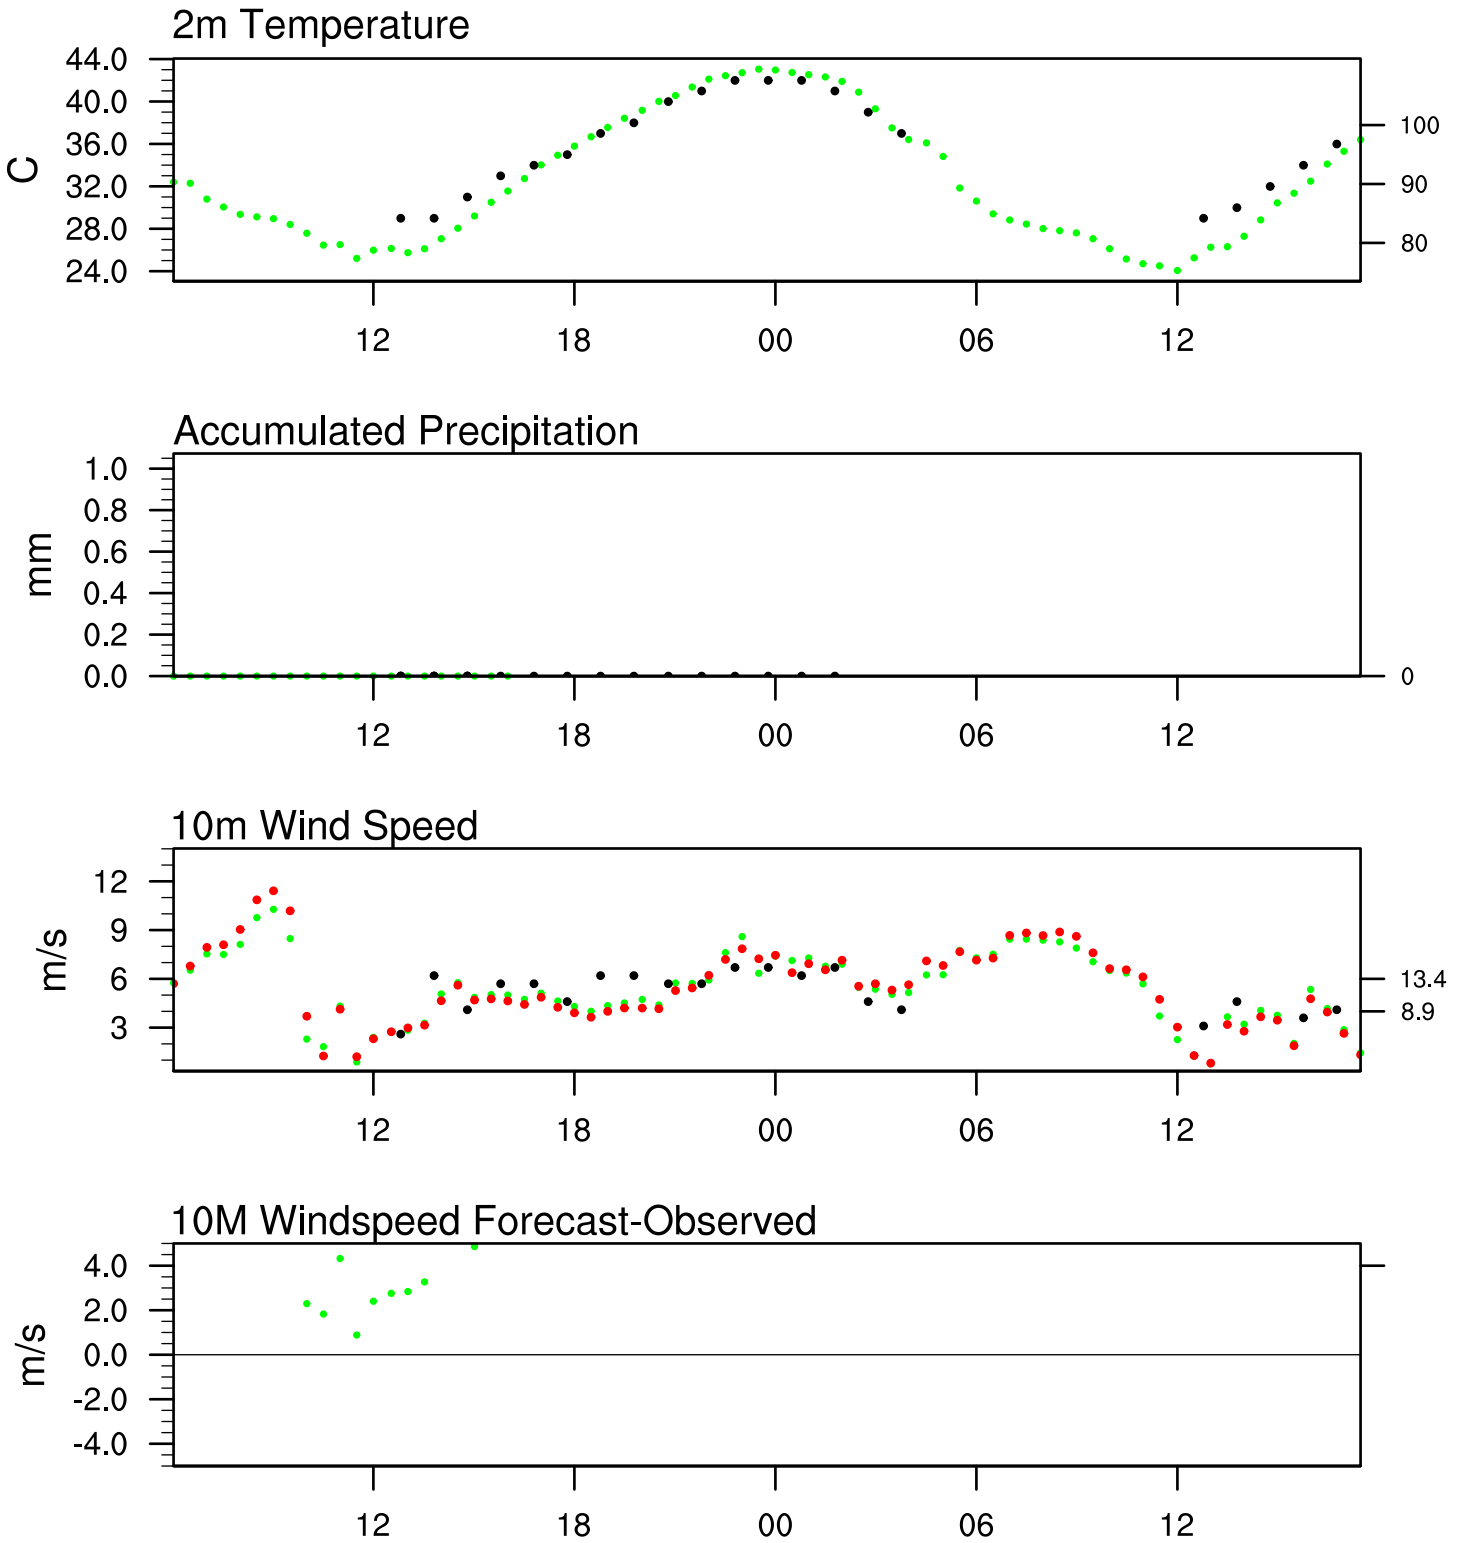 2m Temperature
44.0
40.0
36.0
32.0
28.0
24.0
C
100
90
80
12 18 00 06 12
Accumulated Precipitation
1.0
0.8
0.6
0.4
0.2
0.0
mm
0
12 18 00 06 12
10m Wind Speed
12
9
6
3
m/s
13.4
8.9
12 18 00 06 12
10M Windspeed Forecast-Observed
4.0
2.0
0.0
-2.0
-4.0
m/s
12 18 00 06 12